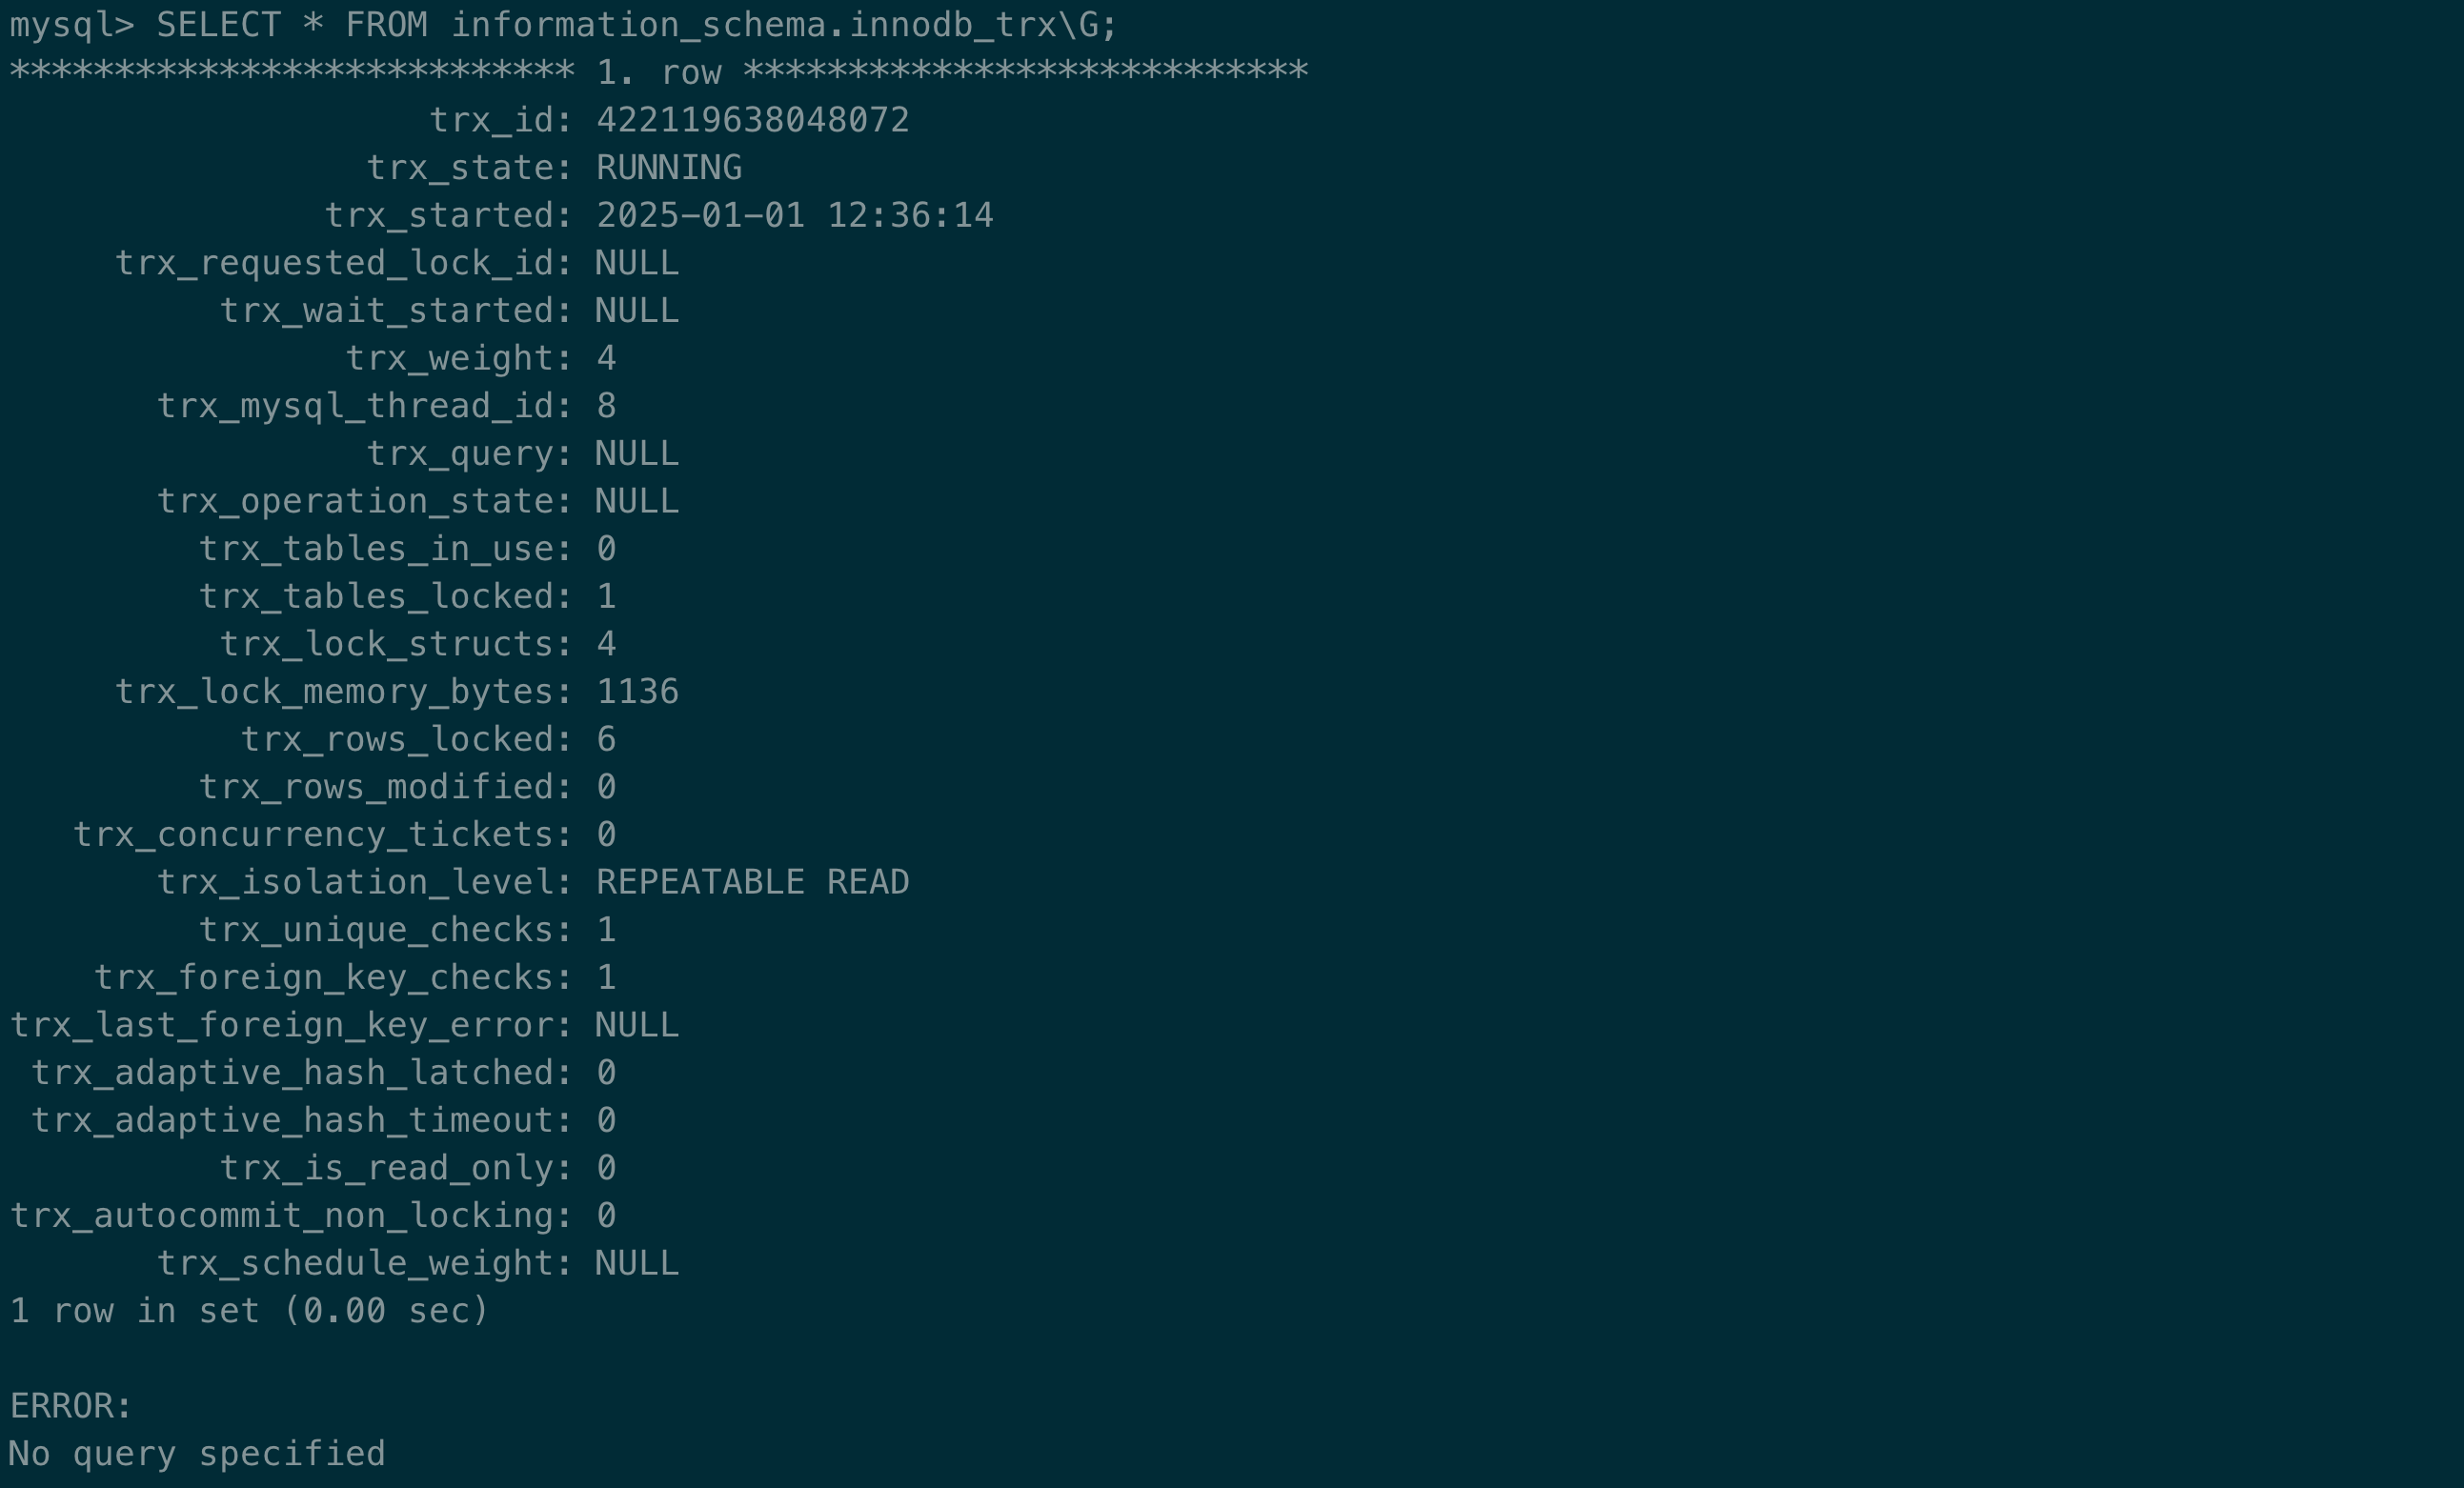 mysql> SELECT * FROM information_schema.innodb_trx\G;
*************************** 1. row ***************************
                    trx_id: 422119638048072
                 trx_state: RUNNING
               trx_started: 2025-01-01 12:36:14
     trx_requested_lock_id: NULL
          trx_wait_started: NULL
                trx_weight: 4
       trx_mysql_thread_id: 8
                 trx_query: NULL
       trx_operation_state: NULL
         trx_tables_in_use: 0
         trx_tables_locked: 1
          trx_lock_structs: 4
     trx_lock_memory_bytes: 1136
           trx_rows_locked: 6
         trx_rows_modified: 0
   trx_concurrency_tickets: 0
       trx_isolation_level: REPEATABLE READ
         trx_unique_checks: 1
    trx_foreign_key_checks: 1
trx_last_foreign_key_error: NULL
 trx_adaptive_hash_latched: 0
 trx_adaptive_hash_timeout: 0
          trx_is_read_only: 0
trx_autocommit_non_locking: 0
       trx_schedule_weight: NULL
1 row in set (0.00 sec)

ERROR:
No query specified